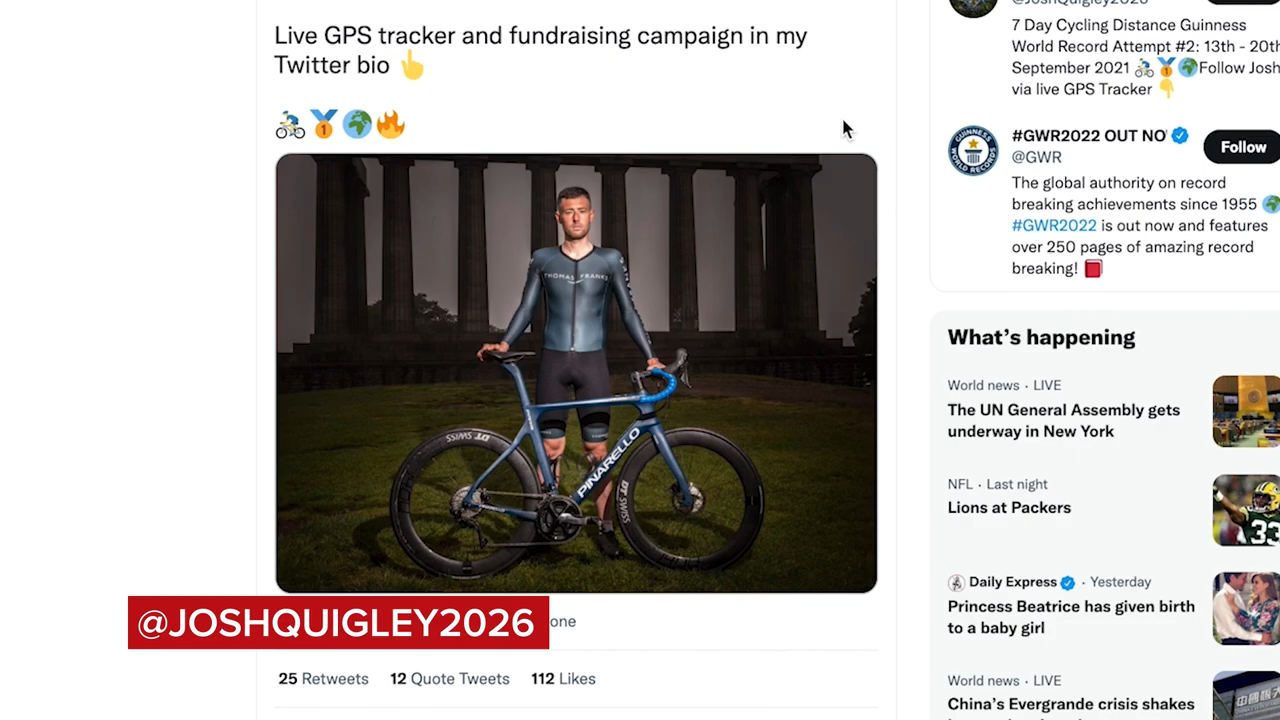 Live GPS tracker and fundraising campaign in my
Twitter bio 👆
🚴🥇🌍🔥
THOMAS FRANKS
DT SWISS
PINARELLO
DT SWISS
@JOSHQUIGLEY2026
one
25 Retweets 12 Quote Tweets 112 Likes
7 Day Cycling Distance Guinness
World Record Attempt #2: 13th - 20th
September 2021 🚴🥇🌍Follow Josh
via live GPS Tracker 👇
GUINNESS
WORLD RECORDS
#GWR2022 OUT NO
@GWR
Follow
The global authority on record
breaking achievements since 1955 🌍
#GWR2022 is out now and features
over 250 pages of amazing record
breaking! 📕
What's happening
World news · LIVE
The UN General Assembly gets
underway in New York
NFL · Last night
Lions at Packers
33
Daily Express · Yesterday
Princess Beatrice has given birth
to a baby girl
World news · LIVE
China's Evergrande crisis shakes